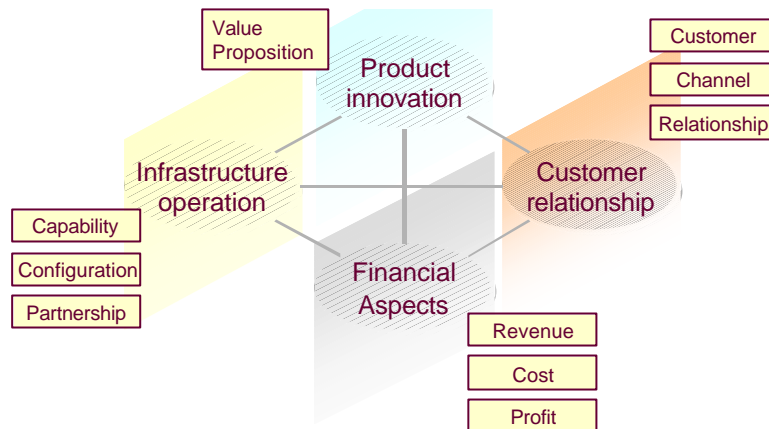 Value
Proposition
Product
innovation
Customer
Channel
Relationship
Infrastructure
operation
Customer
relationship
Capability
Configuration
Partnership
Financial
Aspects
Revenue
Cost
Profit